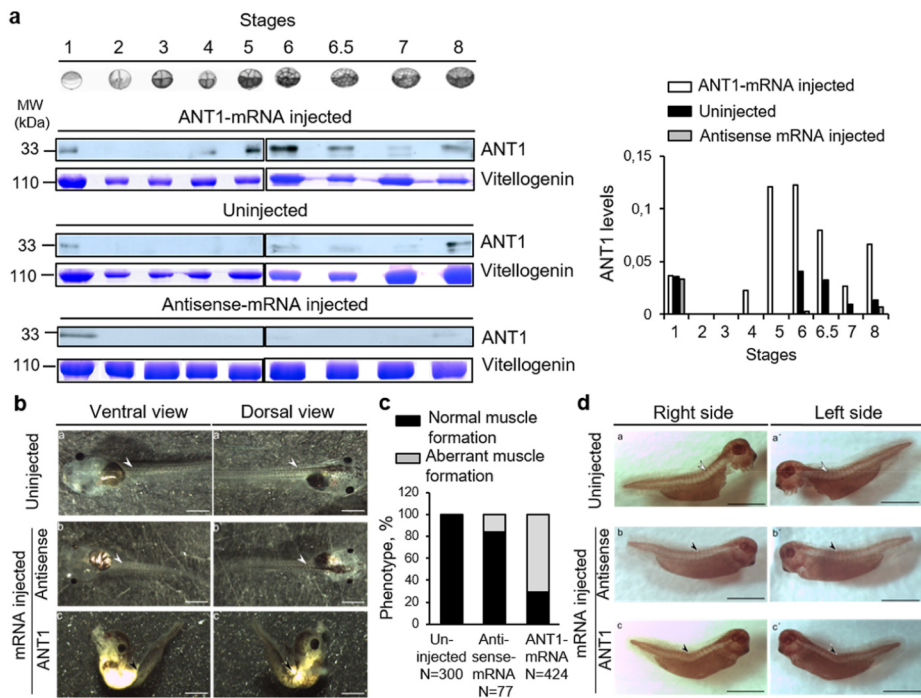 a
Stages
1 2 3 4 5 6 6.5 7 8
MW
(kDa)
ANT1-mRNA injected
33 ANT1
110 Vitellogenin
Uninjected
33 ANT1
110 Vitellogenin
Antisense-mRNA injected
33 ANT1
110 Vitellogenin
ANT1-mRNA injected
Uninjected
Antisense mRNA injected
ANT1 levels
0,15
0,1
0,05
0
1 2 3 4 5 6 6.5 7 8
Stages
b
Ventral view Dorsal view
Uninjected
mRNA injected
Antisense
ANT1
a a´
b b´
c c´
c
Normal muscle
formation
Aberrant muscle
formation
Phenotype, %
120
100
80
60
40
20
0
Un-
injected
N=300
Anti-
sense-
mRNA
N=77
ANT1-
mRNA
N=424
d
Right side Left side
Uninjected
mRNA injected
Antisense
ANT1
a a´
b b´
c c´